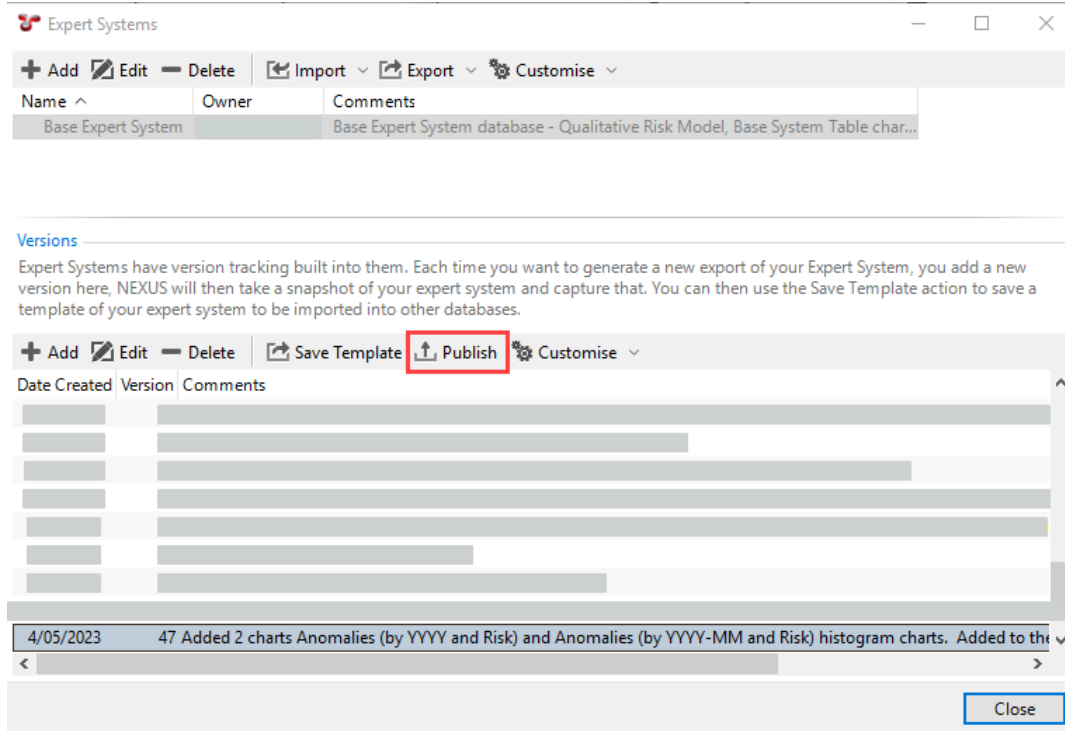 Expert Systems
Add Edit Delete Import Export Customise
Name Owner Comments
Base Expert System Base Expert System database - Qualitative Risk Model, Base System Table char...
Versions
Expert Systems have version tracking built into them. Each time you want to generate a new export of your Expert System, you add a new
version here, NEXUS will then take a snapshot of your expert system and capture that. You can then use the Save Template action to save a
template of your expert system to be imported into other databases.
Add Edit Delete Save Template Publish Customise
Date Created Version Comments
4/05/2023 47 Added 2 charts Anomalies (by YYYY and Risk) and Anomalies (by YYYY-MM and Risk) histogram charts. Added to the
Close